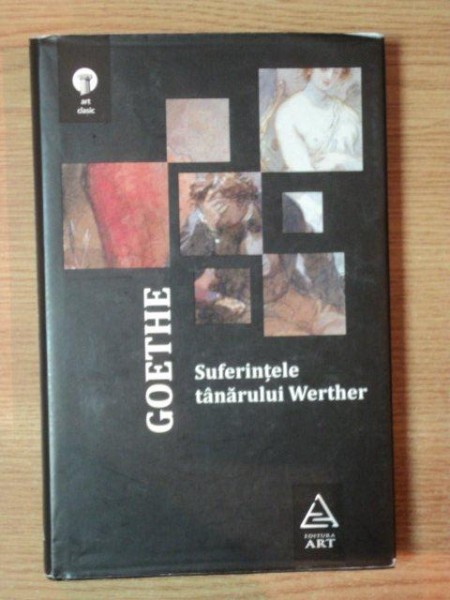 art
clasic
GOETHE
Suferințele
tânărului Werther
EDITURA
ART